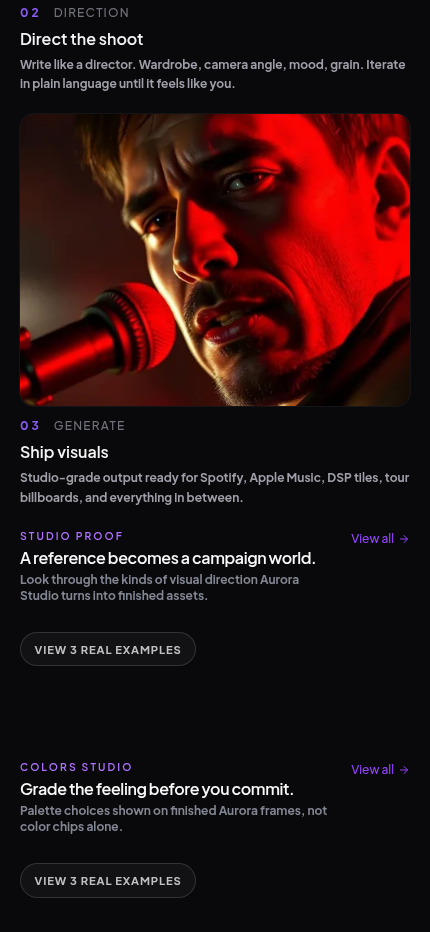 02 DIRECTION
Direct the shoot
Write like a director. Wardrobe, camera angle, mood, grain. Iterate
in plain language until it feels like you.
03 GENERATE
Ship visuals
Studio-grade output ready for Spotify, Apple Music, DSP tiles, tour
billboards, and everything in between.
STUDIO PROOF
View all →
A reference becomes a campaign world.
Look through the kinds of visual direction Aurora
Studio turns into finished assets.
VIEW 3 REAL EXAMPLES
COLORS STUDIO
View all →
Grade the feeling before you commit.
Palette choices shown on finished Aurora frames, not
color chips alone.
VIEW 3 REAL EXAMPLES